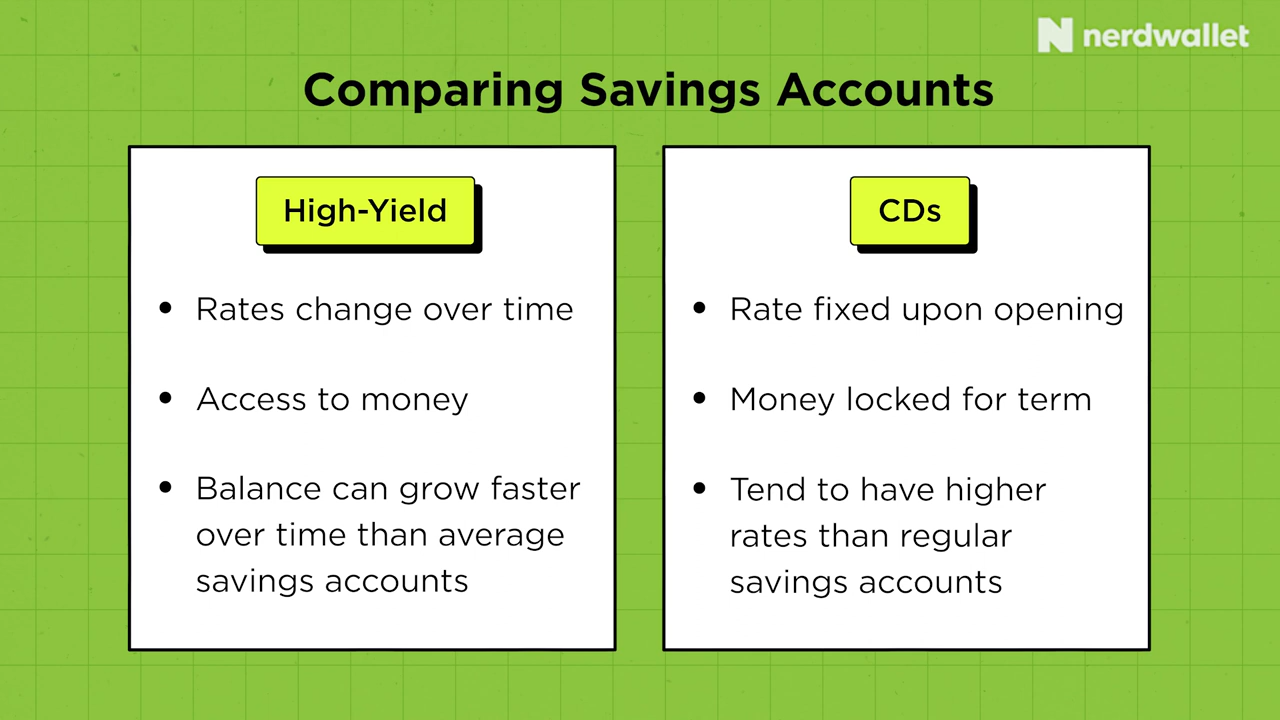 nerdwallet
Comparing Savings Accounts
High-Yield
• Rates change over time
• Access to money
• Balance can grow faster
over time than average
savings accounts
CDs
• Rate fixed upon opening
• Money locked for term
• Tend to have higher
rates than regular
savings accounts